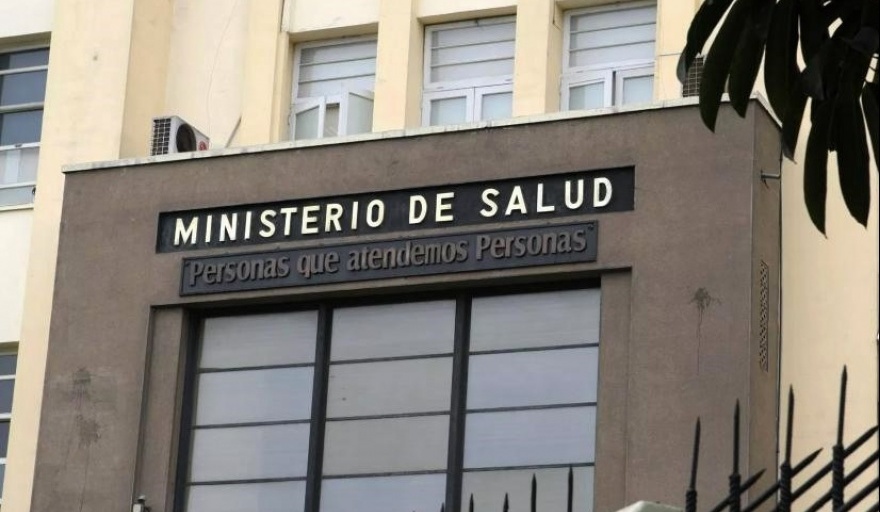 MINISTERIO DE SALUD
"Personas que atendemos Personas"